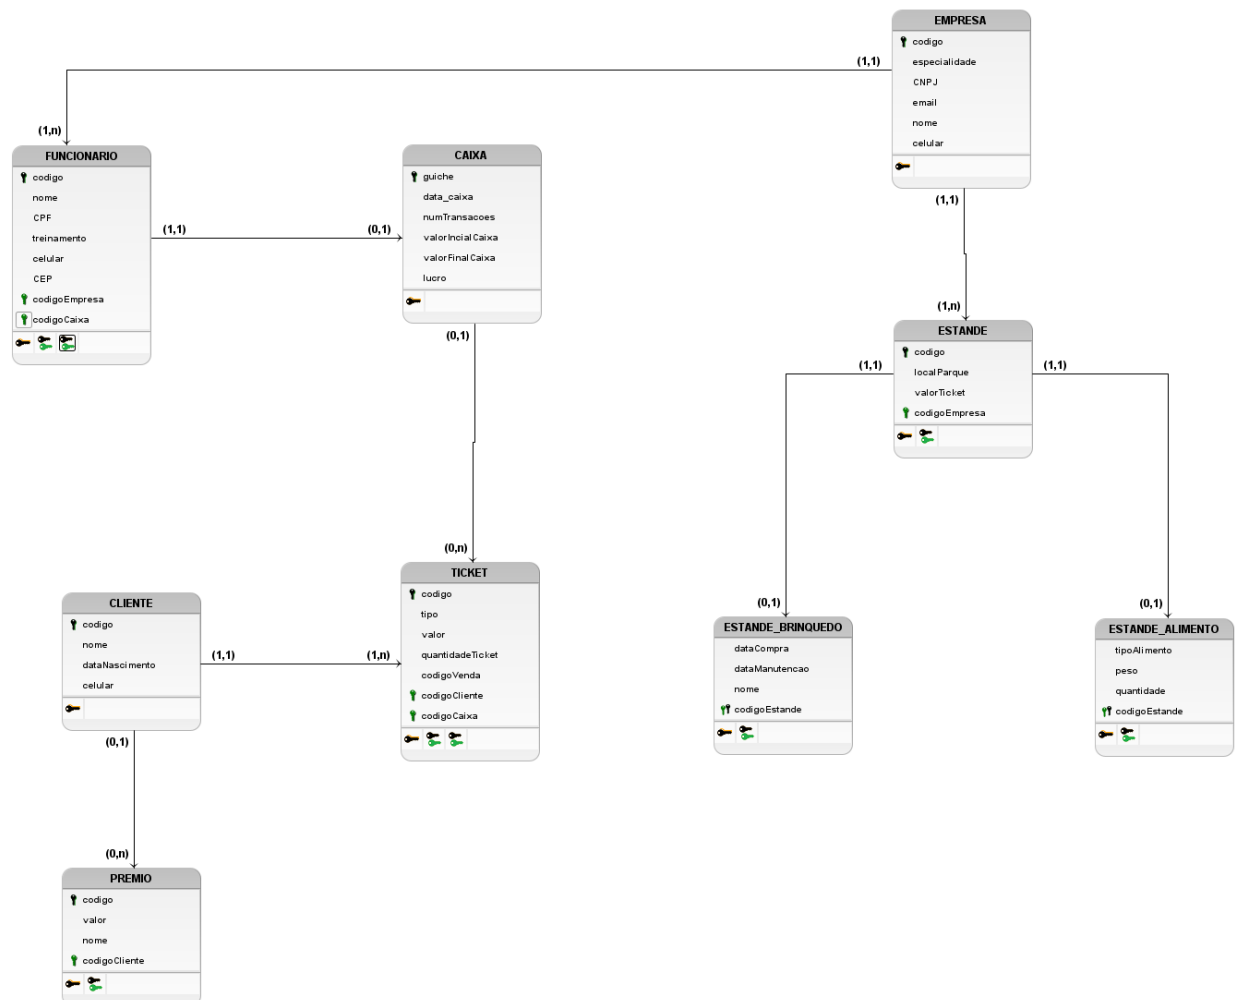 EMPRESA
codigo
especialidade
CNPJ
email
nome
celular
(1,1)
(1,1)
(1,n)
FUNCIONARIO
codigo
nome
CPF
treinamento
celular
CEP
codigoEmpresa
codigoCaixa
(1,1)
(0,1)
CAIXA
guiche
data_caixa
numTransacoes
valorIncialCaixa
valorFinalCaixa
lucro
(0,1)
(0,n)
(1,n)
ESTANDE
codigo
localParque
valorTicket
codigoEmpresa
(1,1)
(1,1)
(0,1)
(0,1)
TICKET
codigo
tipo
valor
quantidadeTicket
codigoVenda
codigoCliente
codigoCaixa
CLIENTE
codigo
nome
dataNascimento
celular
(1,1)
(1,n)
(0,1)
(0,n)
ESTANDE_BRINQUEDO
dataCompra
dataManutencao
nome
codigoEstande
ESTANDE_ALIMENTO
tipoAlimento
peso
quantidade
codigoEstande
PREMIO
codigo
valor
nome
codigoCliente